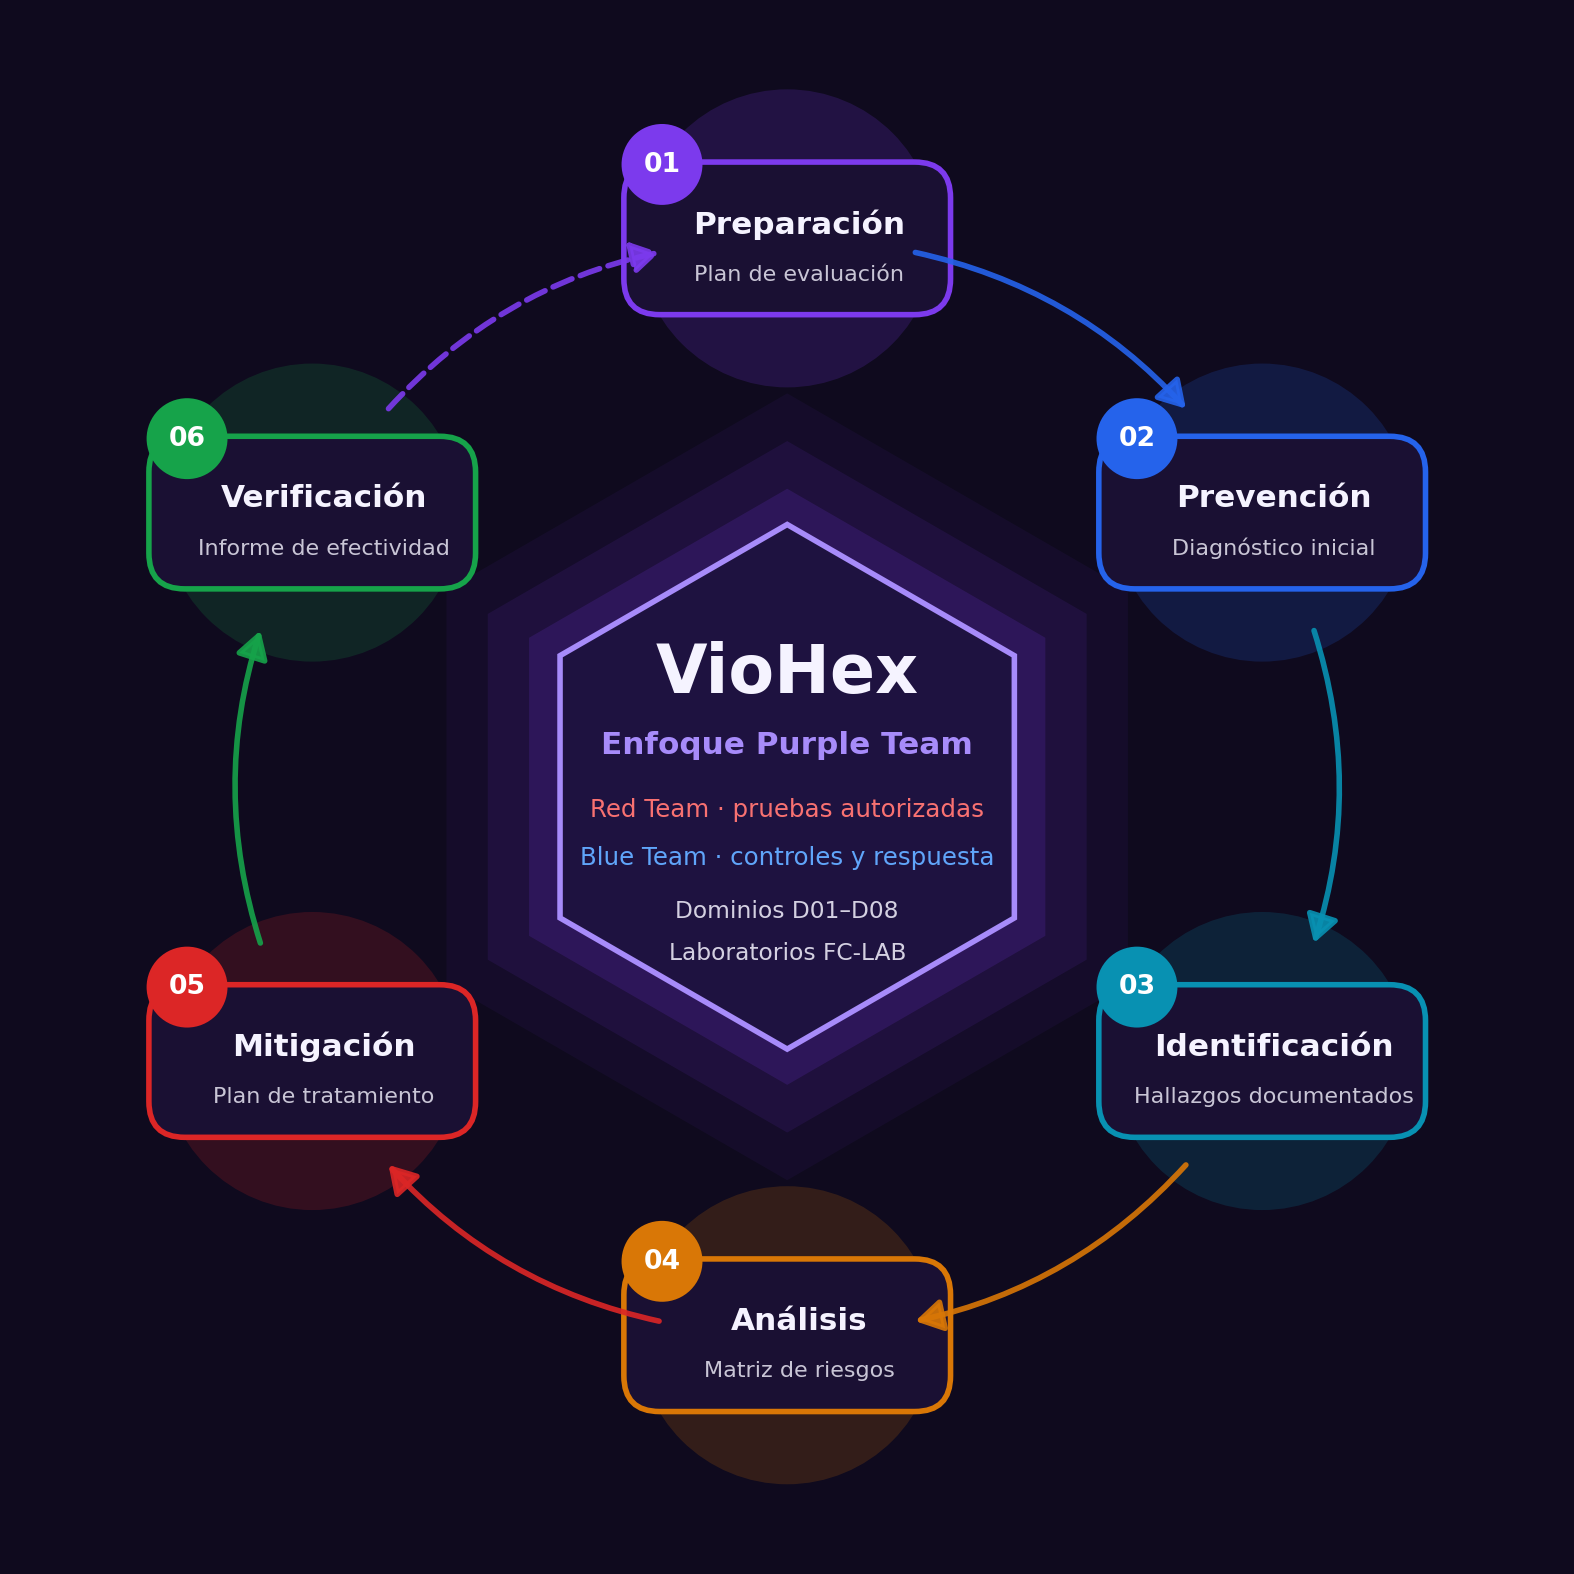 01
Preparación
Plan de evaluación
02
Prevención
Diagnóstico inicial
03
Identificación
Hallazgos documentados
04
Análisis
Matriz de riesgos
05
Mitigación
Plan de tratamiento
06
Verificación
Informe de efectividad
VioHex
Enfoque Purple Team
Red Team · pruebas autorizadas
Blue Team · controles y respuesta
Dominios D01–D08
Laboratorios FC-LAB